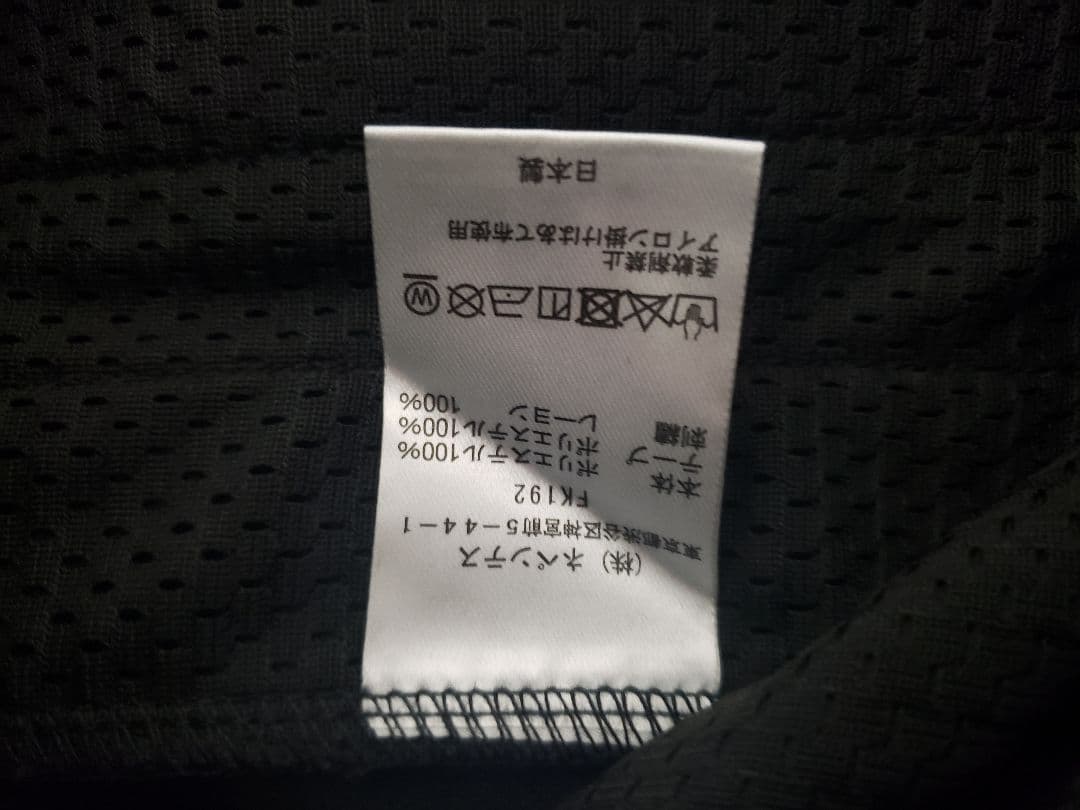 (株) ネペンテス
東京都渋谷区神宮前5-44-1
FK192
本体 ポリエステル100%
テープ ポリエステル100%
刺繍 レーヨン 100%
W
柔軟剤禁止
アイロン掛けはあて布使用
日本製